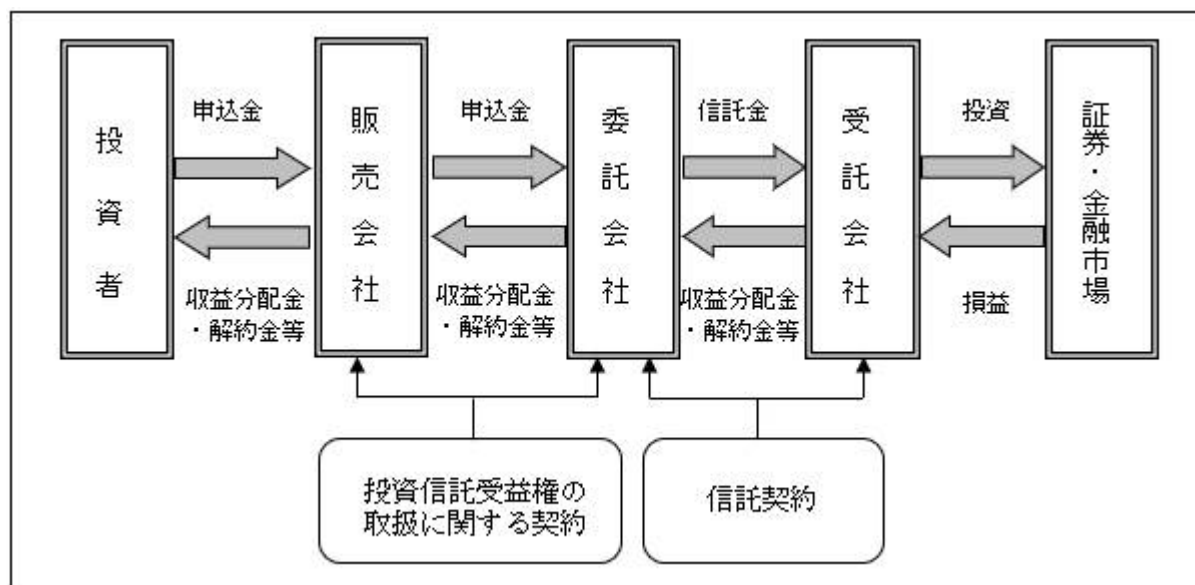 投資者
申込金
収益分配金
・解約金等
販売会社
申込金
収益分配金
・解約金等
委託会社
信託金
収益分配金
・解約金等
受託会社
投資
損益
証券・金融市場
投資信託受益権の
取扱に関する契約
信託契約